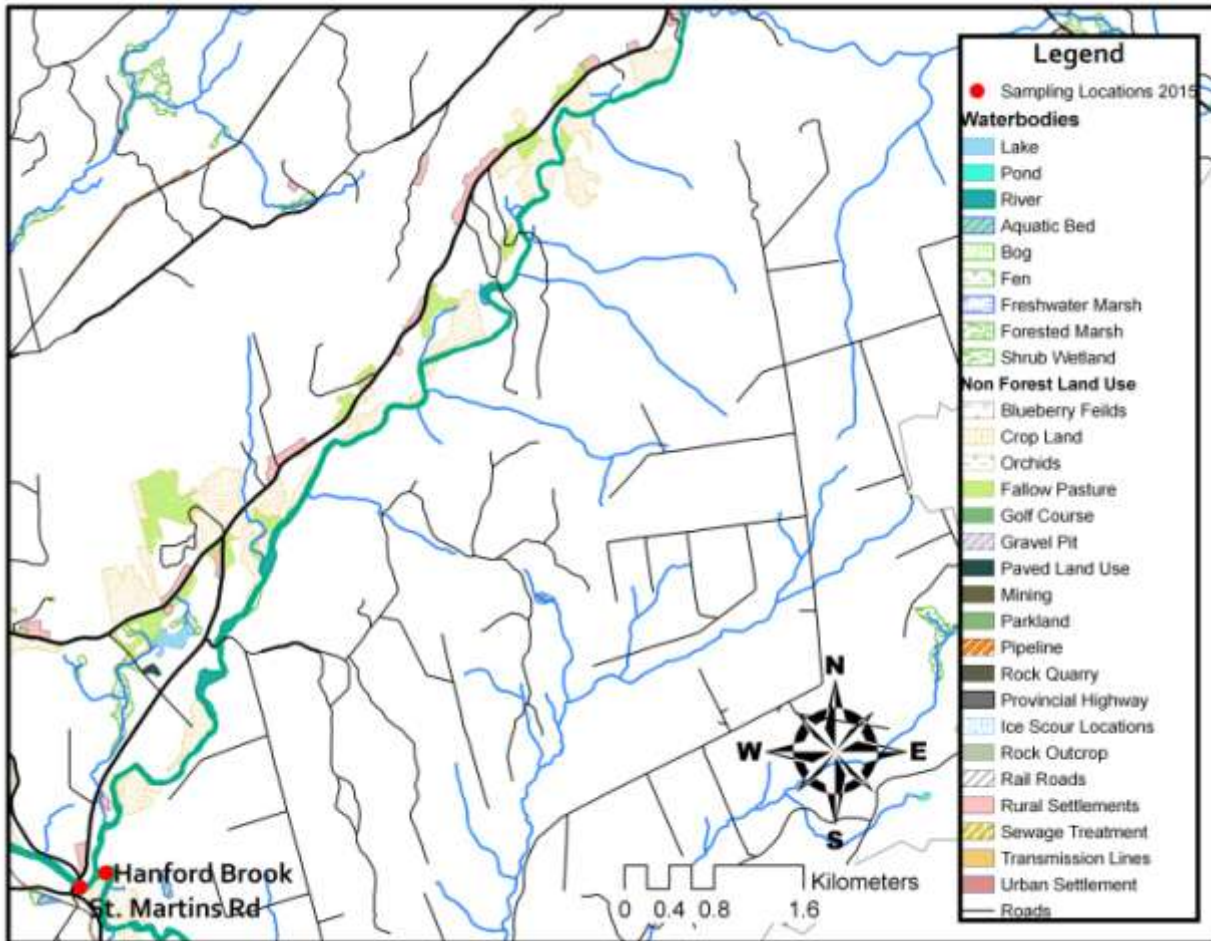 Legend
Sampling Locations 2015
Waterbodies
Lake
Pond
River
Aquatic Bed
Bog
Fen
Freshwater Marsh
Forested Marsh
Shrub Wetland
Non Forest Land Use
Blueberry Feilds
Crop Land
Orchids
Fallow Pasture
Golf Course
Gravel Pit
Paved Land Use
Mining
Parkland
Pipeline
Rock Quarry
Provincial Highway
Ice Scour Locations
Rock Outcrop
Rail Roads
Rural Settlements
Sewage Treatment
Transmission Lines
Urban Settlement
Roads
N
W E
S
Kilometers
0 0.4 0.8 1.6
Hanford Brook
St. Martins Rd